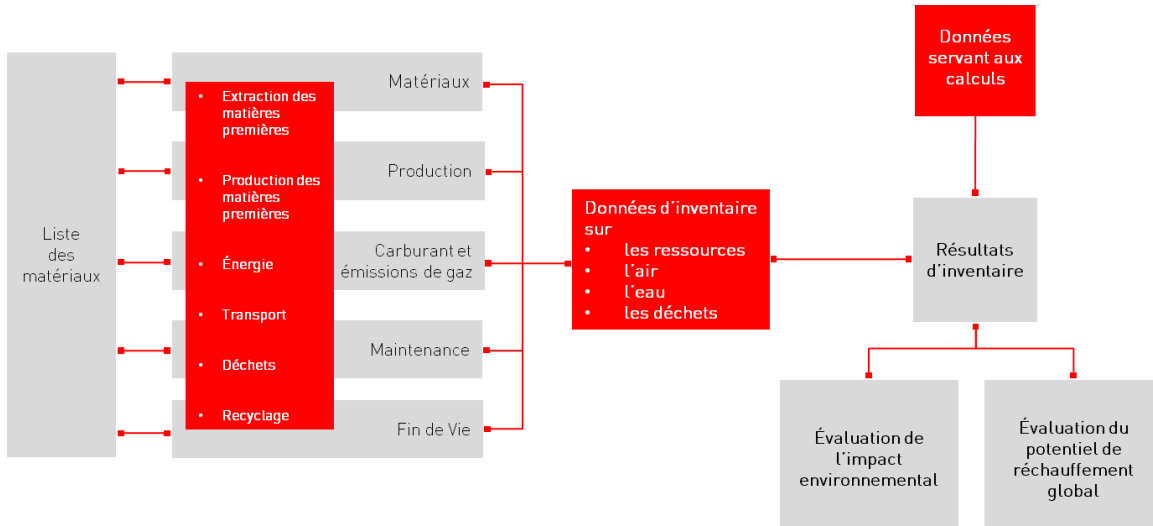 Liste
des
matériaux
Matériaux
Production
Carburant et
émissions de gaz
Maintenance
Fin de Vie
• Extraction des
matières
premières
• Production des
matières
premières
• Énergie
• Transport
• Déchets
• Recyclage
Données d'inventaire
sur
• les ressources
• l'air
• l'eau
• les déchets
Données
servant aux
calculs
Résultats
d'inventaire
Évaluation de
l'impact
environnemental
Évaluation du
potentiel de
réchauffement
global